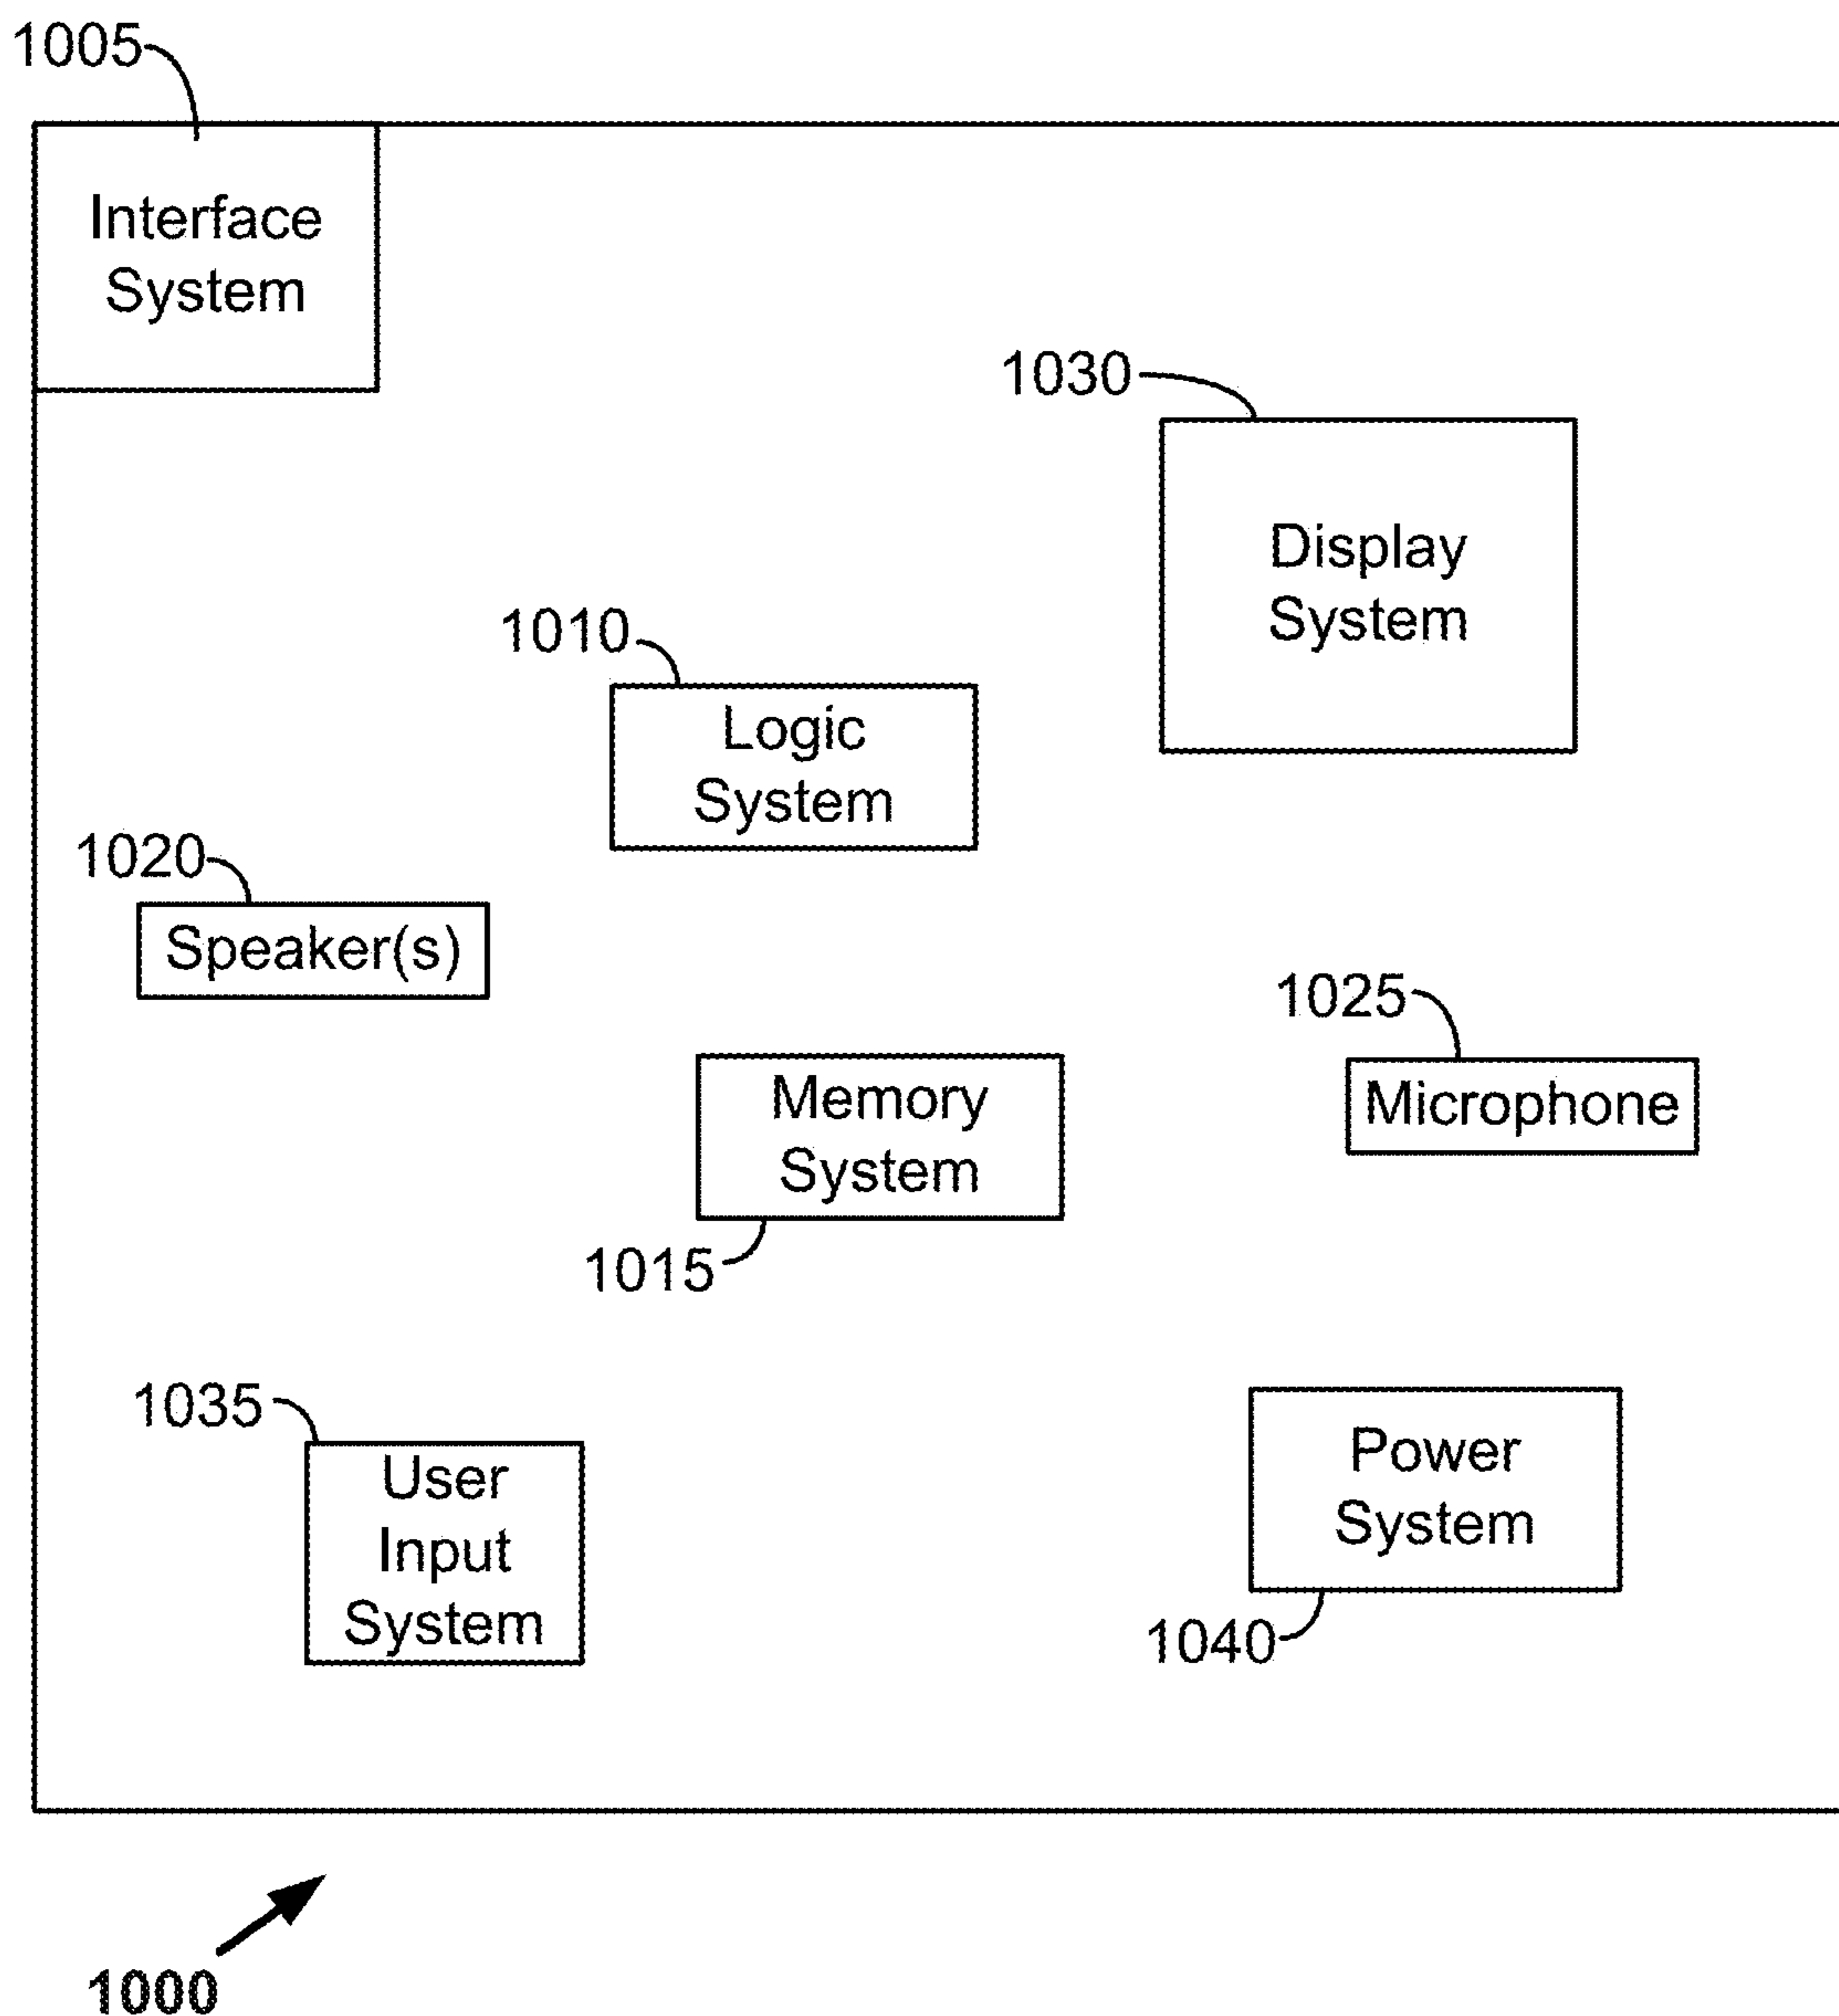 1005
Interface
System
1030
Display
System
1010
Logic
System
1020
Speaker(s)
1025
Microphone
Memory
System
1015
1035
User
Input
System
Power
System
1040
1000